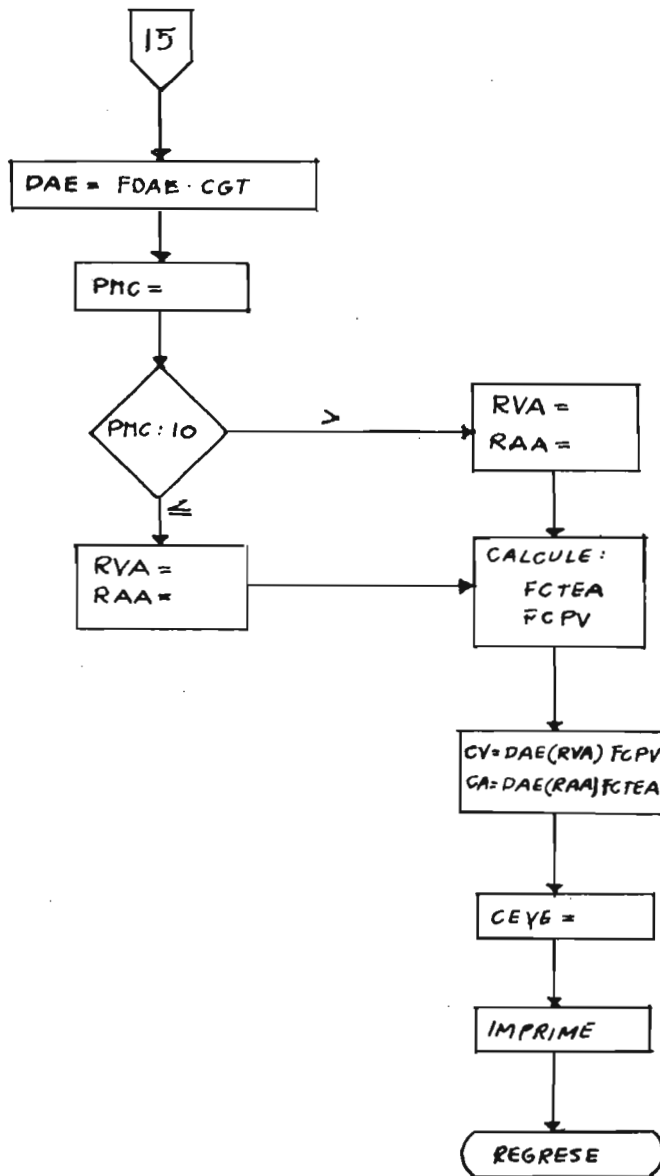 15
DAE = FDAE · CGT
PMC =
PMC : 10
>
RVA =
RAA =
≤
RVA =
RAA =
CALCULE :
FCTEA
FCPV
CV = DAE(RVA) FCPV
CA = DAE(RAA) FCTEA
CEYE =
IMPRIME
REGRESE